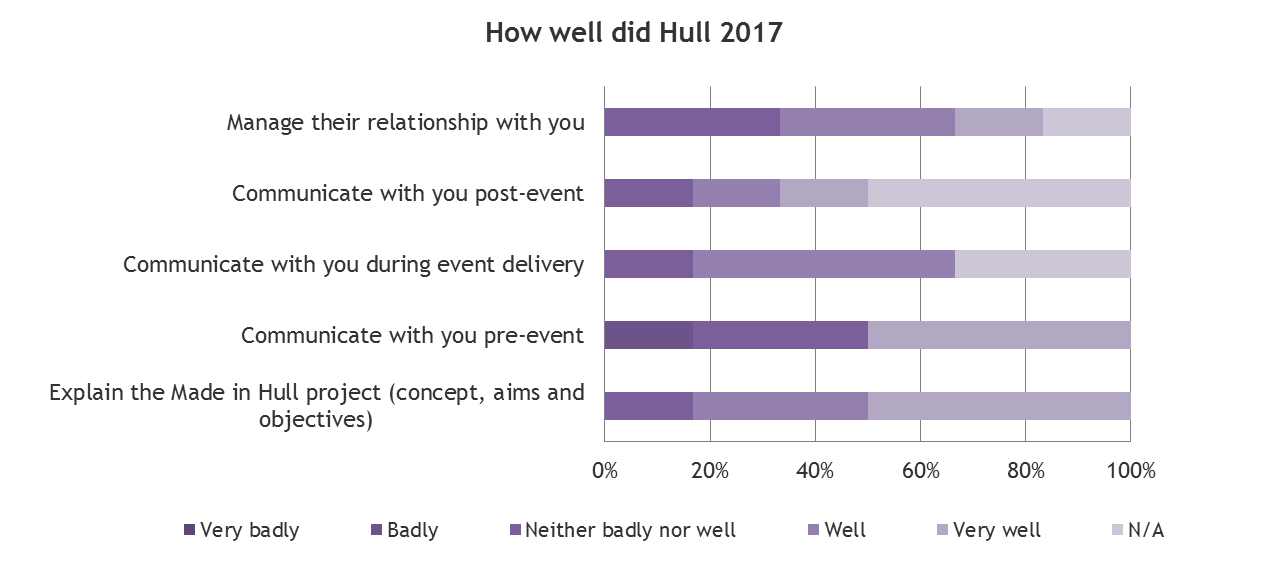 How well did Hull 2017
Manage their relationship with you
Communicate with you post-event
Communicate with you during event delivery
Communicate with you pre-event
Explain the Made in Hull project (concept, aims and
objectives)
0% 20% 40% 60% 80% 100%
Very badly Badly Neither badly nor well Well Very well N/A